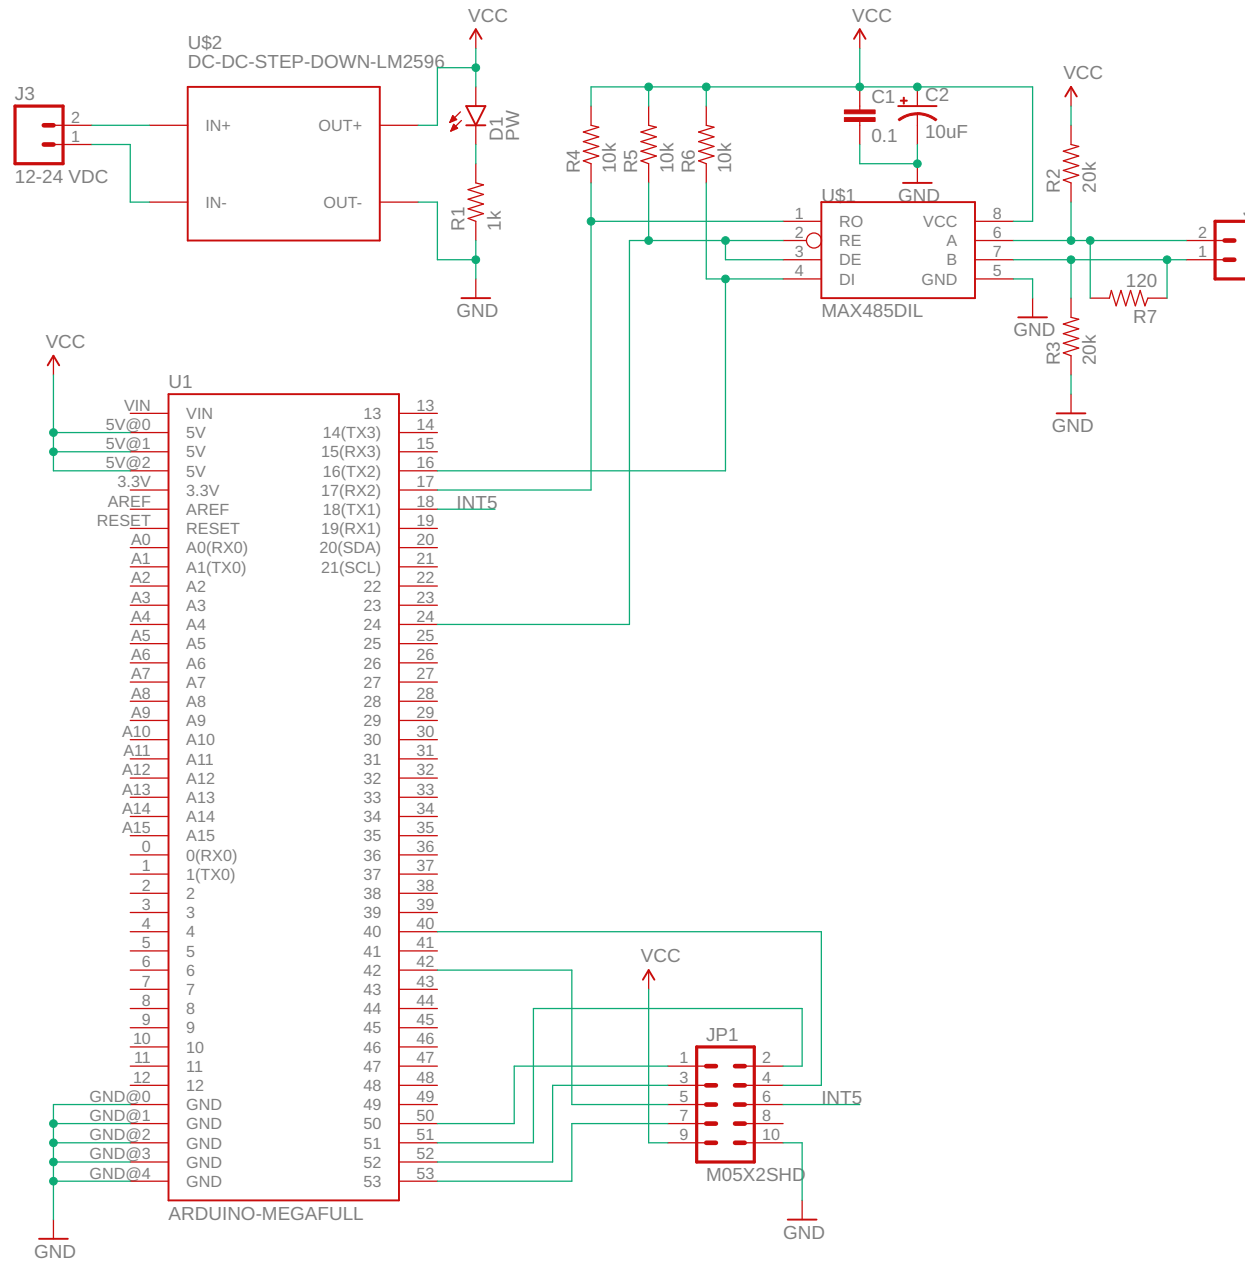 VCC
U$2
DC-DC-STEP-DOWN-LM2596
J3
2
1
12-24 VDC
IN+
OUT+
IN-
OUT-
D1
PW
R1
1k
GND
VCC
C1
0.1
C2
10uF
GND
R4
10k
R5
10k
R6
10k
U$1
1 RO VCC 8
2 RE A 6
3 DE B 7
4 DI GND 5
MAX485DIL
GND
VCC
R2
20k
R3
20k
GND
120
R7
2
1
VCC
U1
VIN VIN 13 13
5V@0 5V 14(TX3) 14
5V@1 5V 15(RX3) 15
5V@2 5V 16(TX2) 16
3.3V 3.3V 17(RX2) 17
AREF AREF 18(TX1) 18 INT5
RESET RESET 19(RX1) 19
A0 A0(RX0) 20(SDA) 20
A1 A1(TX0) 21(SCL) 21
A2 A2 22 22
A3 A3 23 23
A4 A4 24 24
A5 A5 25 25
A6 A6 26 26
A7 A7 27 27
A8 A8 28 28
A9 A9 29 29
A10 A10 30 30
A11 A11 31 31
A12 A12 32 32
A13 A13 33 33
A14 A14 34 34
A15 A15 35 35
0 0(RX0) 36 36
1 1(TX0) 37 37
2 2 38 38
3 3 39 39
4 4 40 40
5 5 41 41
6 6 42 42
7 7 43 43
8 8 44 44
9 9 45 45
10 10 46 46
11 11 47 47
12 12 48 48
GND@0 GND 49 49
GND@1 GND 50 50
GND@2 GND 51 51
GND@3 GND 52 52
GND@4 GND 53 53
ARDUINO-MEGAFULL
GND
VCC
JP1
1 2
3 4
5 6 INT5
7 8
9 10
M05X2SHD
GND